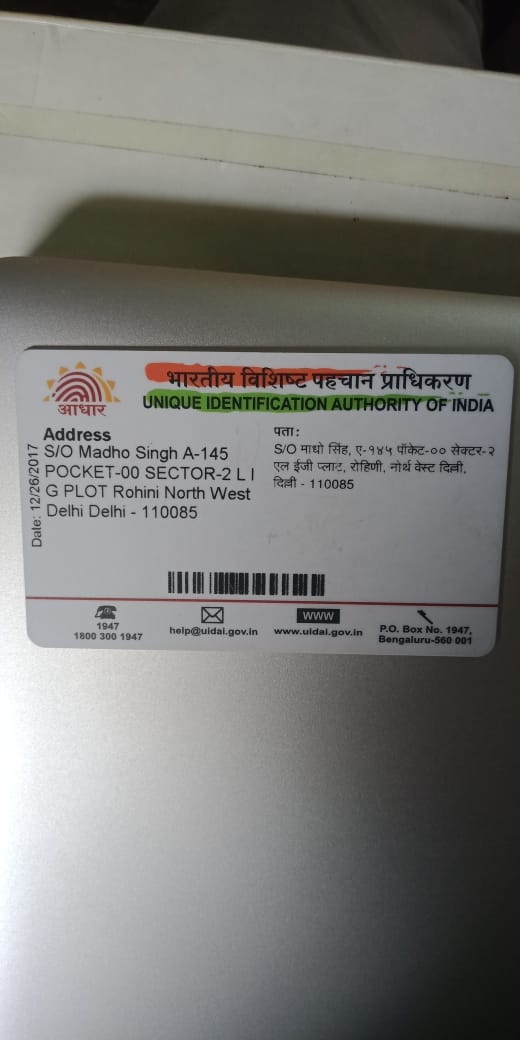 आधार
भारतीय विशिष्ट पहचान प्राधिकरण
UNIQUE IDENTIFICATION AUTHORITY OF INDIA
Date: 12/26/2017
Address
S/O Madho Singh A-145
POCKET-00 SECTOR-2 L I
G PLOT Rohini North West
Delhi Delhi - 110085
पता:
S/O माधो सिंह, ए-१४५ पॉकेट-०० सेक्टर-२
एल ईजी प्लाट, रोहिणी, नोर्थ वेस्ट दिल्ली,
दिल्ली - 110085
1947
1800 300 1947
help@uidai.gov.in
WWW
www.uidai.gov.in
P.O. Box No. 1947,
Bengaluru-560 001